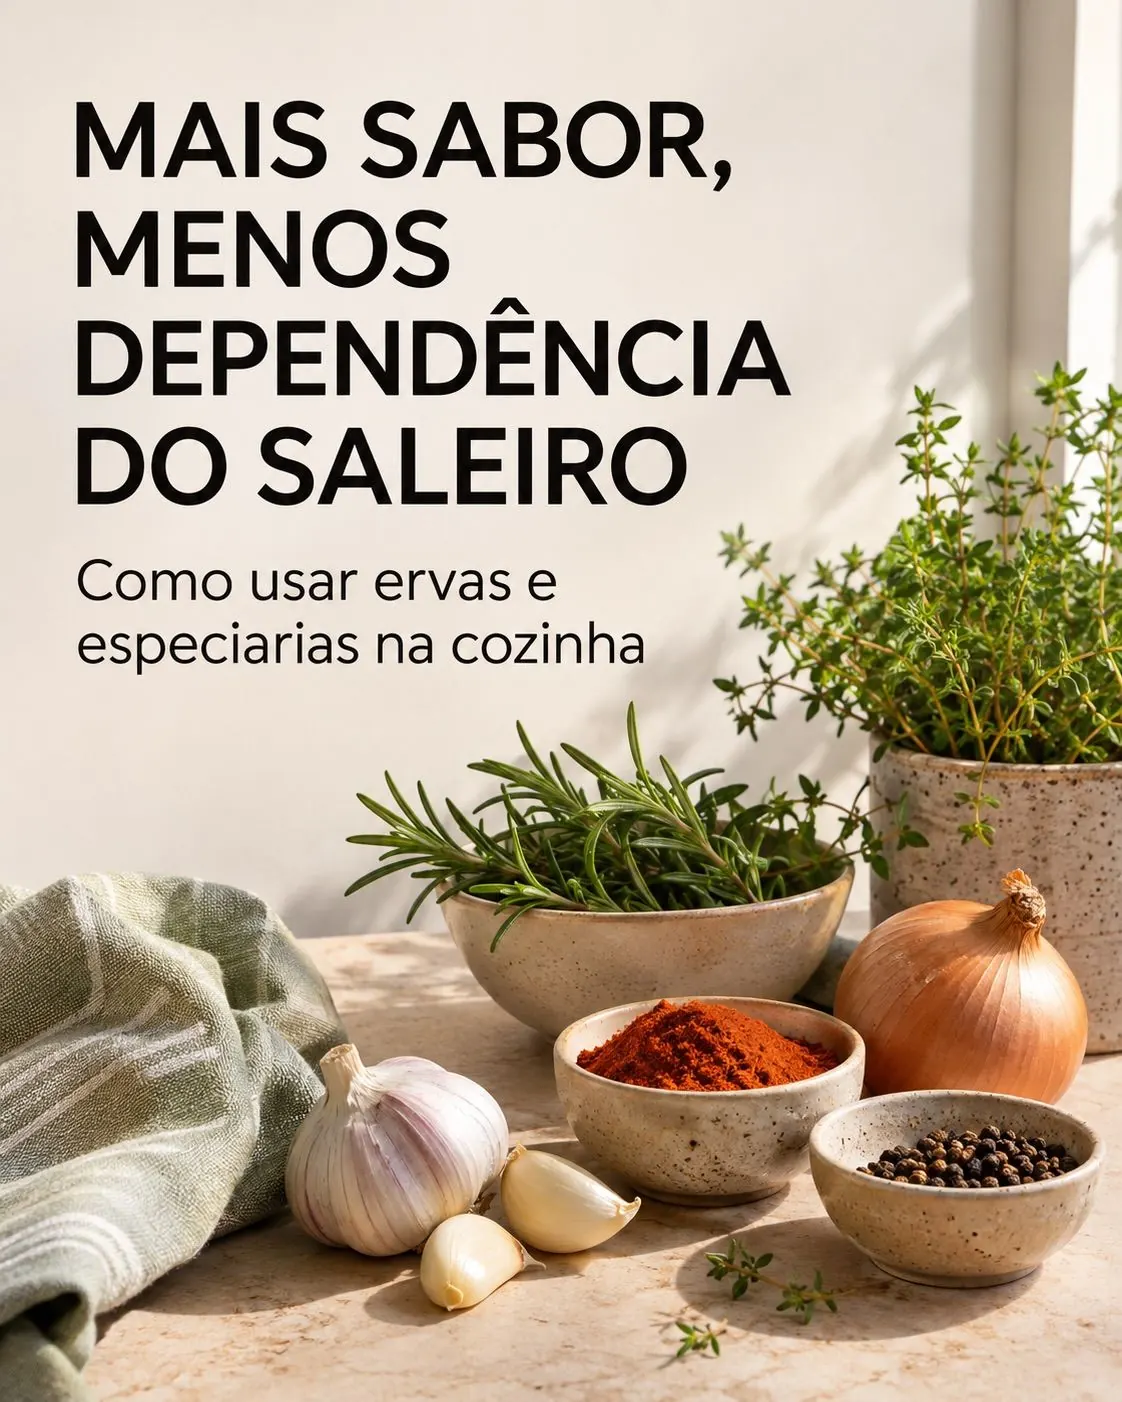 MAIS SABOR,
MENOS
DEPENDÊNCIA
DO SALEIRO
Como usar ervas e
especiarias na cozinha